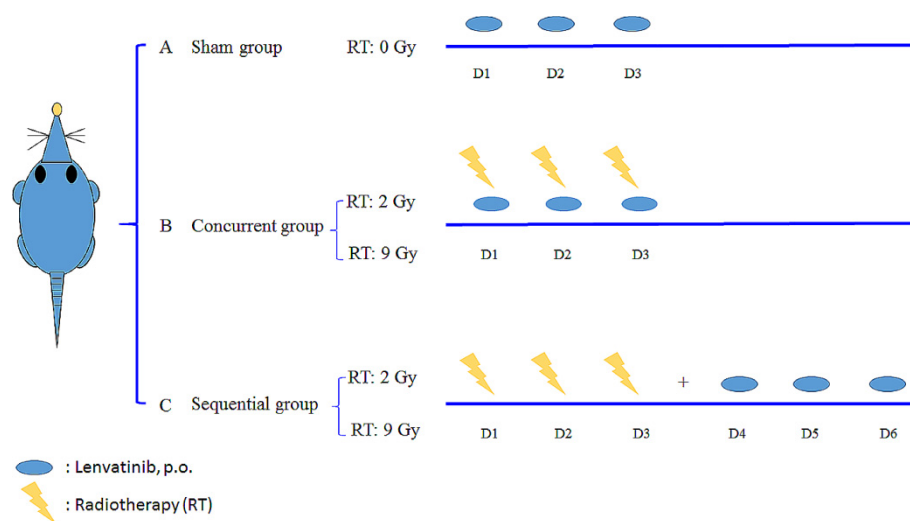 A Sham group RT: 0 Gy
D1 D2 D3
RT: 2 Gy
B Concurrent group
RT: 9 Gy D1 D2 D3
RT: 2 Gy +
C Sequential group
RT: 9 Gy D1 D2 D3 D4 D5 D6
: Lenvatinib, p.o.
: Radiotherapy (RT)